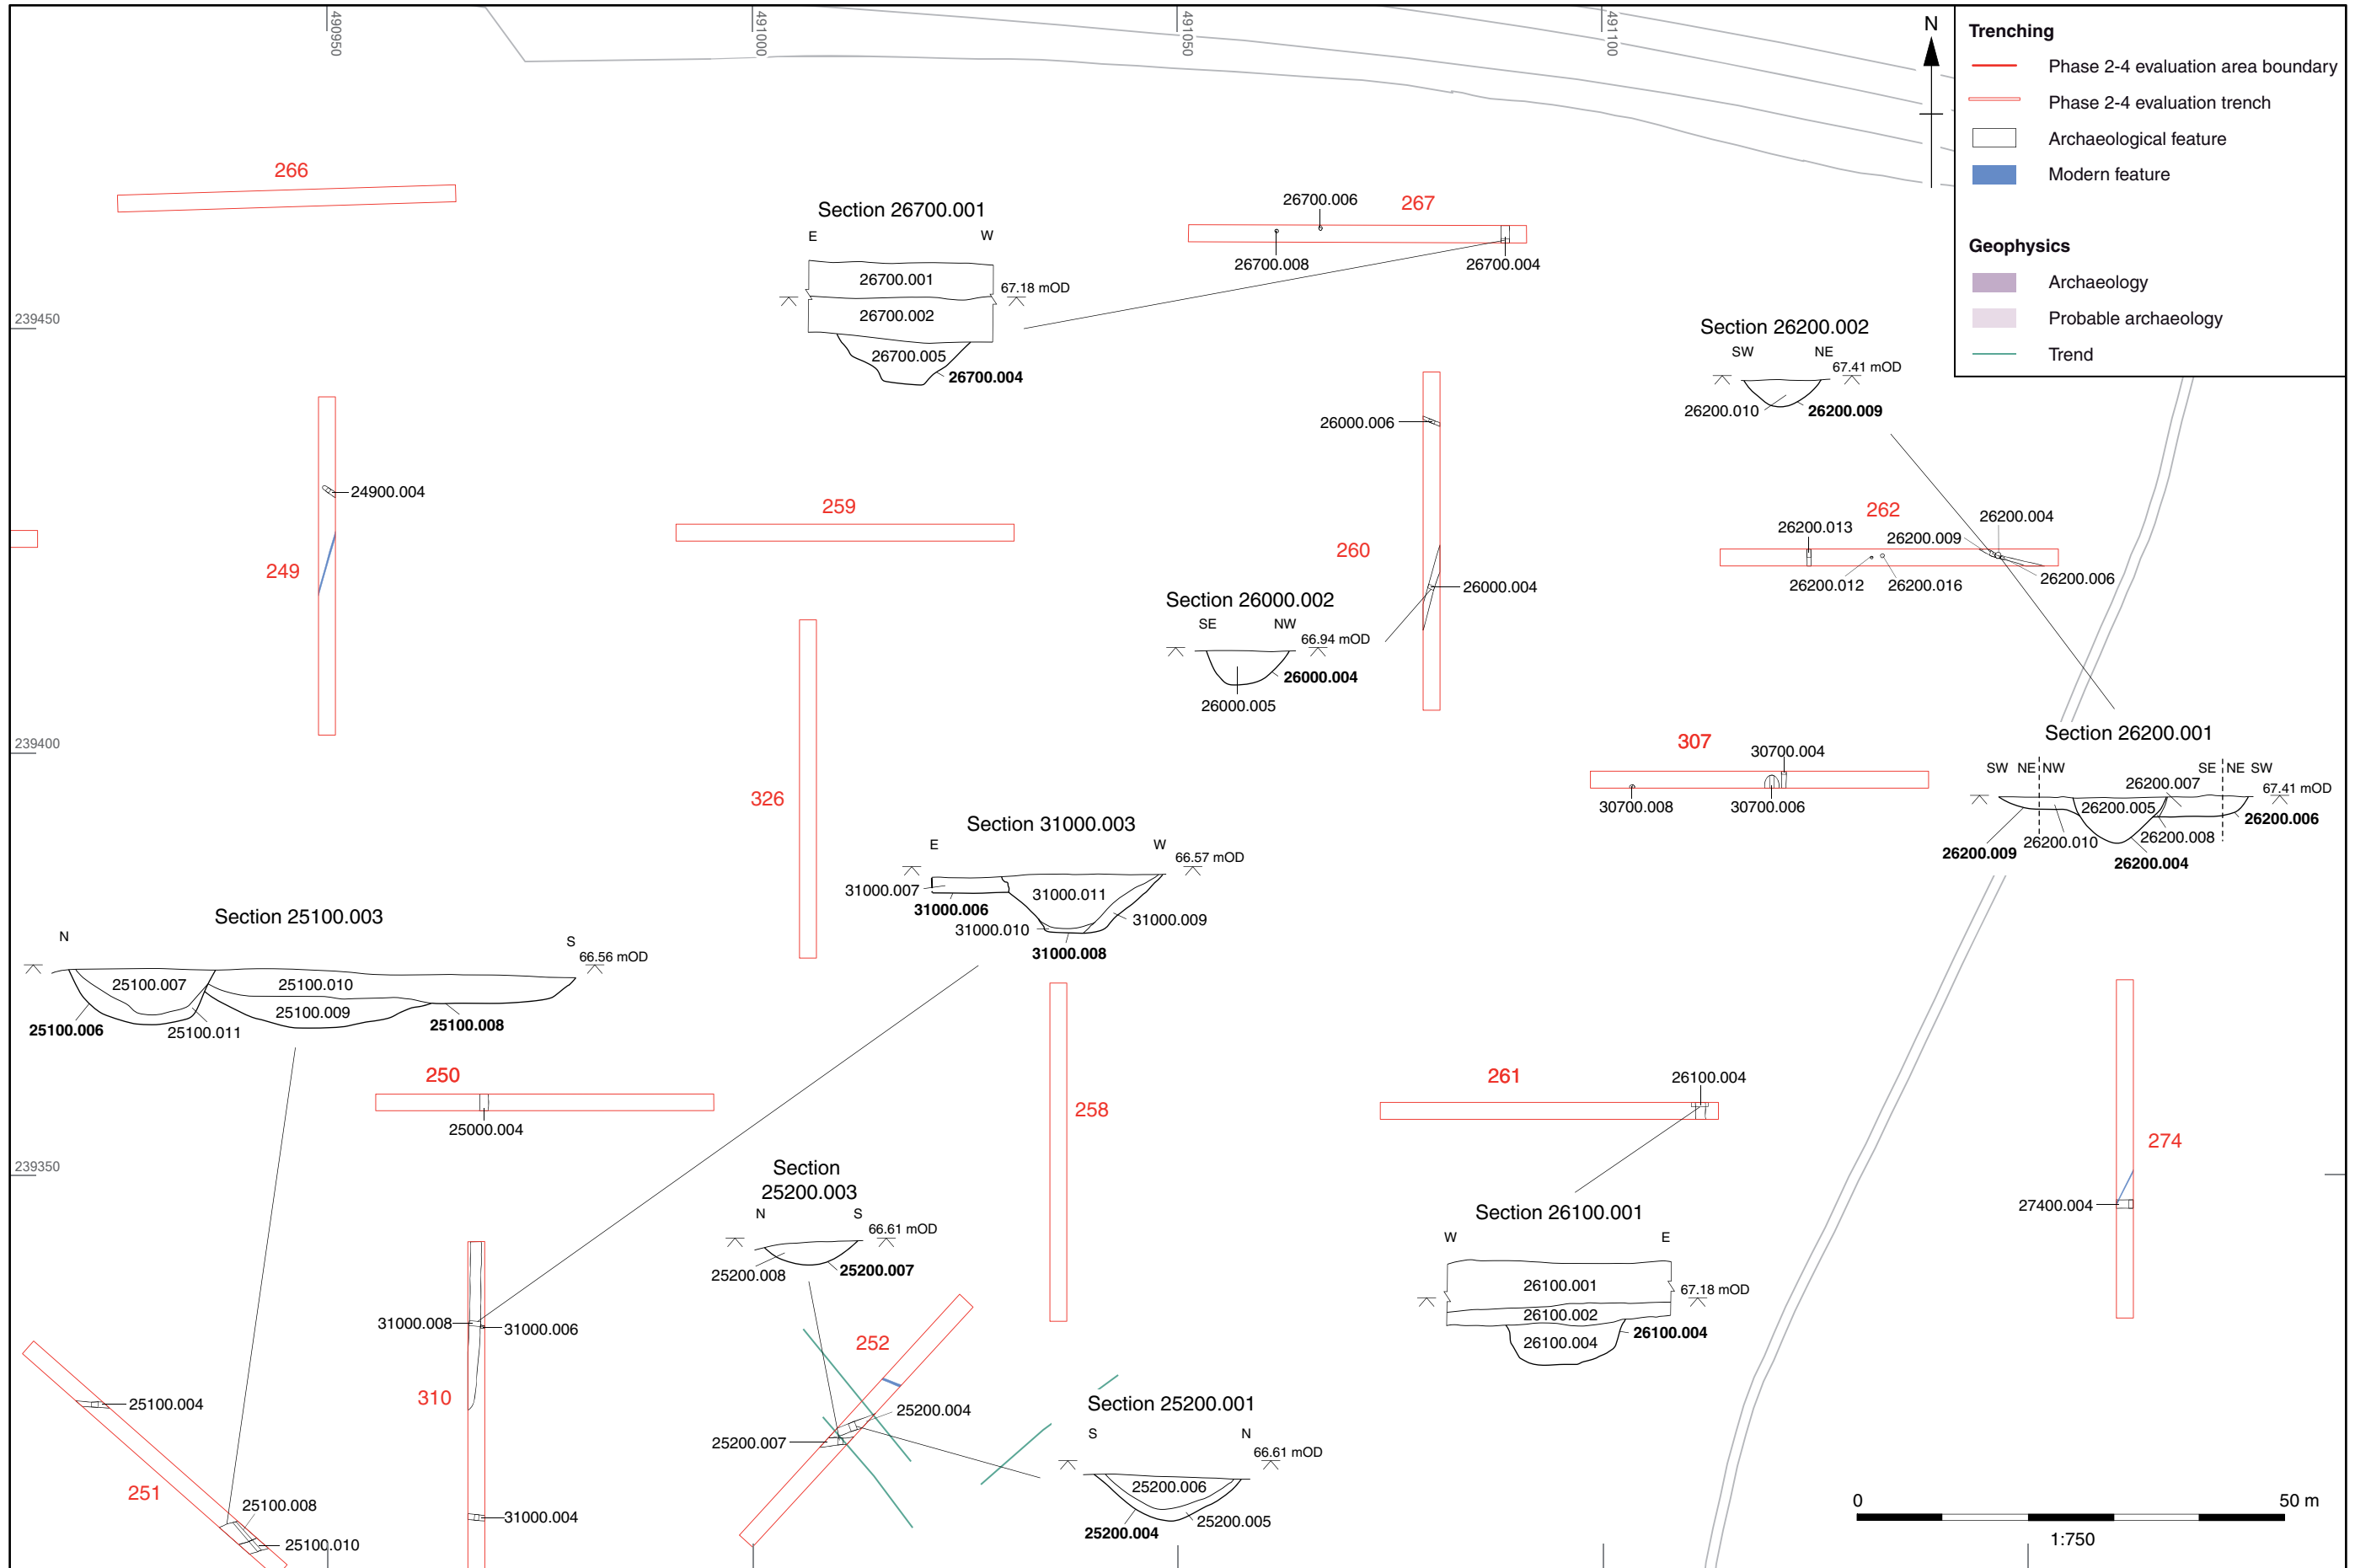 490950
491000
491050
491100
N
Trenching
Phase 2-4 evaluation area boundary
Phase 2-4 evaluation trench
Archaeological feature
Modern feature
Geophysics
Archaeology
Probable archaeology
Trend
266
Section 26700.001
E
W
26700.001
67.18 mOD
26700.002
26700.005
26700.004
26700.006
267
26700.008
26700.004
239450
Section 26200.002
SW
NE
67.41 mOD
26200.010
26200.009
26000.006
24900.004
249
259
260
26000.004
262
26200.013
26200.004
26200.009
26200.012
26200.016
26200.006
Section 26000.002
SE
NW
66.94 mOD
26000.004
26000.005
239400
326
307
30700.004
30700.008
30700.006
Section 26200.001
SW
NE
NW
SE
NE
SW
26200.007
67.41 mOD
26200.005
26200.006
26200.010
26200.008
26200.009
26200.004
Section 31000.003
E
W
66.57 mOD
31000.007
31000.011
31000.006
31000.009
31000.010
31000.008
Section 25100.003
N
S
66.56 mOD
25100.007
25100.010
25100.009
25100.006
25100.011
25100.008
250
25000.004
258
261
26100.004
274
27400.004
239350
Section
25200.003
N
S
66.61 mOD
25200.008
25200.007
Section 26100.001
W
E
26100.001
67.18 mOD
26100.002
26100.004
26100.004
31000.008
31000.006
310
31000.004
252
25200.004
25200.007
25100.004
251
25100.008
25100.010
Section 25200.001
S
N
66.61 mOD
25200.006
25200.004
25200.005
0
50 m
1:750